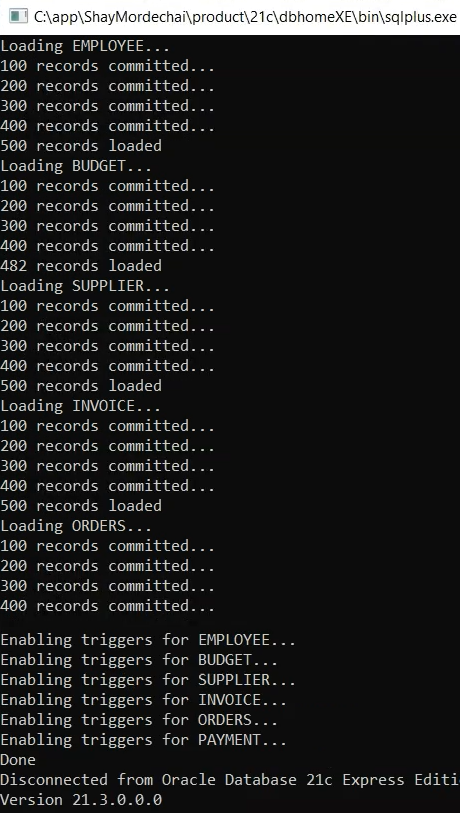 C:\app\ShayMordechai\product\21c\dbhomeXE\bin\sqlplus.exe
Loading EMPLOYEE...
100 records committed...
200 records committed...
300 records committed...
400 records committed...
500 records loaded
Loading BUDGET...
100 records committed...
200 records committed...
300 records committed...
400 records committed...
482 records loaded
Loading SUPPLIER...
100 records committed...
200 records committed...
300 records committed...
400 records committed...
500 records loaded
Loading INVOICE...
100 records committed...
200 records committed...
300 records committed...
400 records committed...
500 records loaded
Loading ORDERS...
100 records committed...
200 records committed...
300 records committed...
400 records committed...
Enabling triggers for EMPLOYEE...
Enabling triggers for BUDGET...
Enabling triggers for SUPPLIER...
Enabling triggers for INVOICE...
Enabling triggers for ORDERS...
Enabling triggers for PAYMENT...
Done
Disconnected from Oracle Database 21c Express Editi
Version 21.3.0.0.0